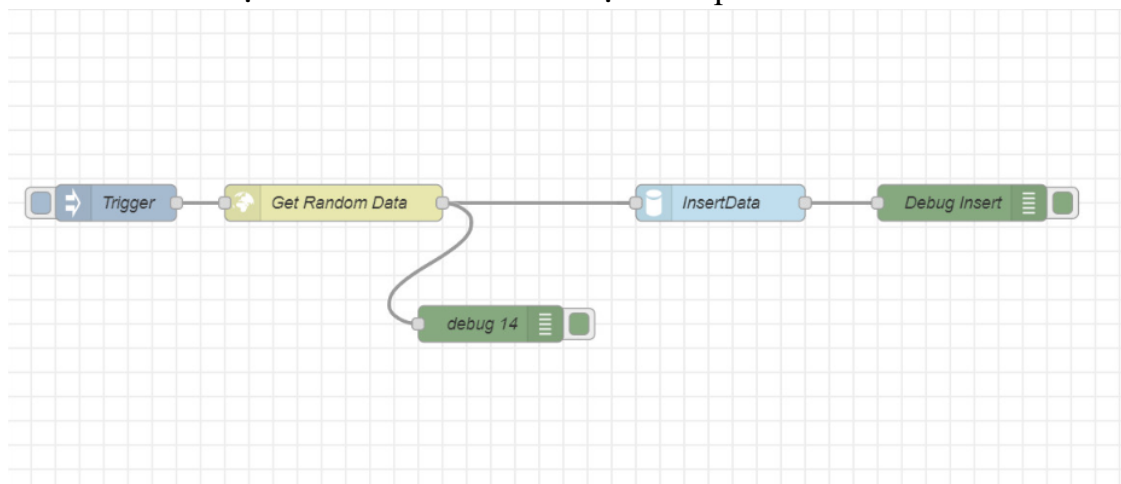 Trigger
Get Random Data
InsertData
Debug Insert
debug 14